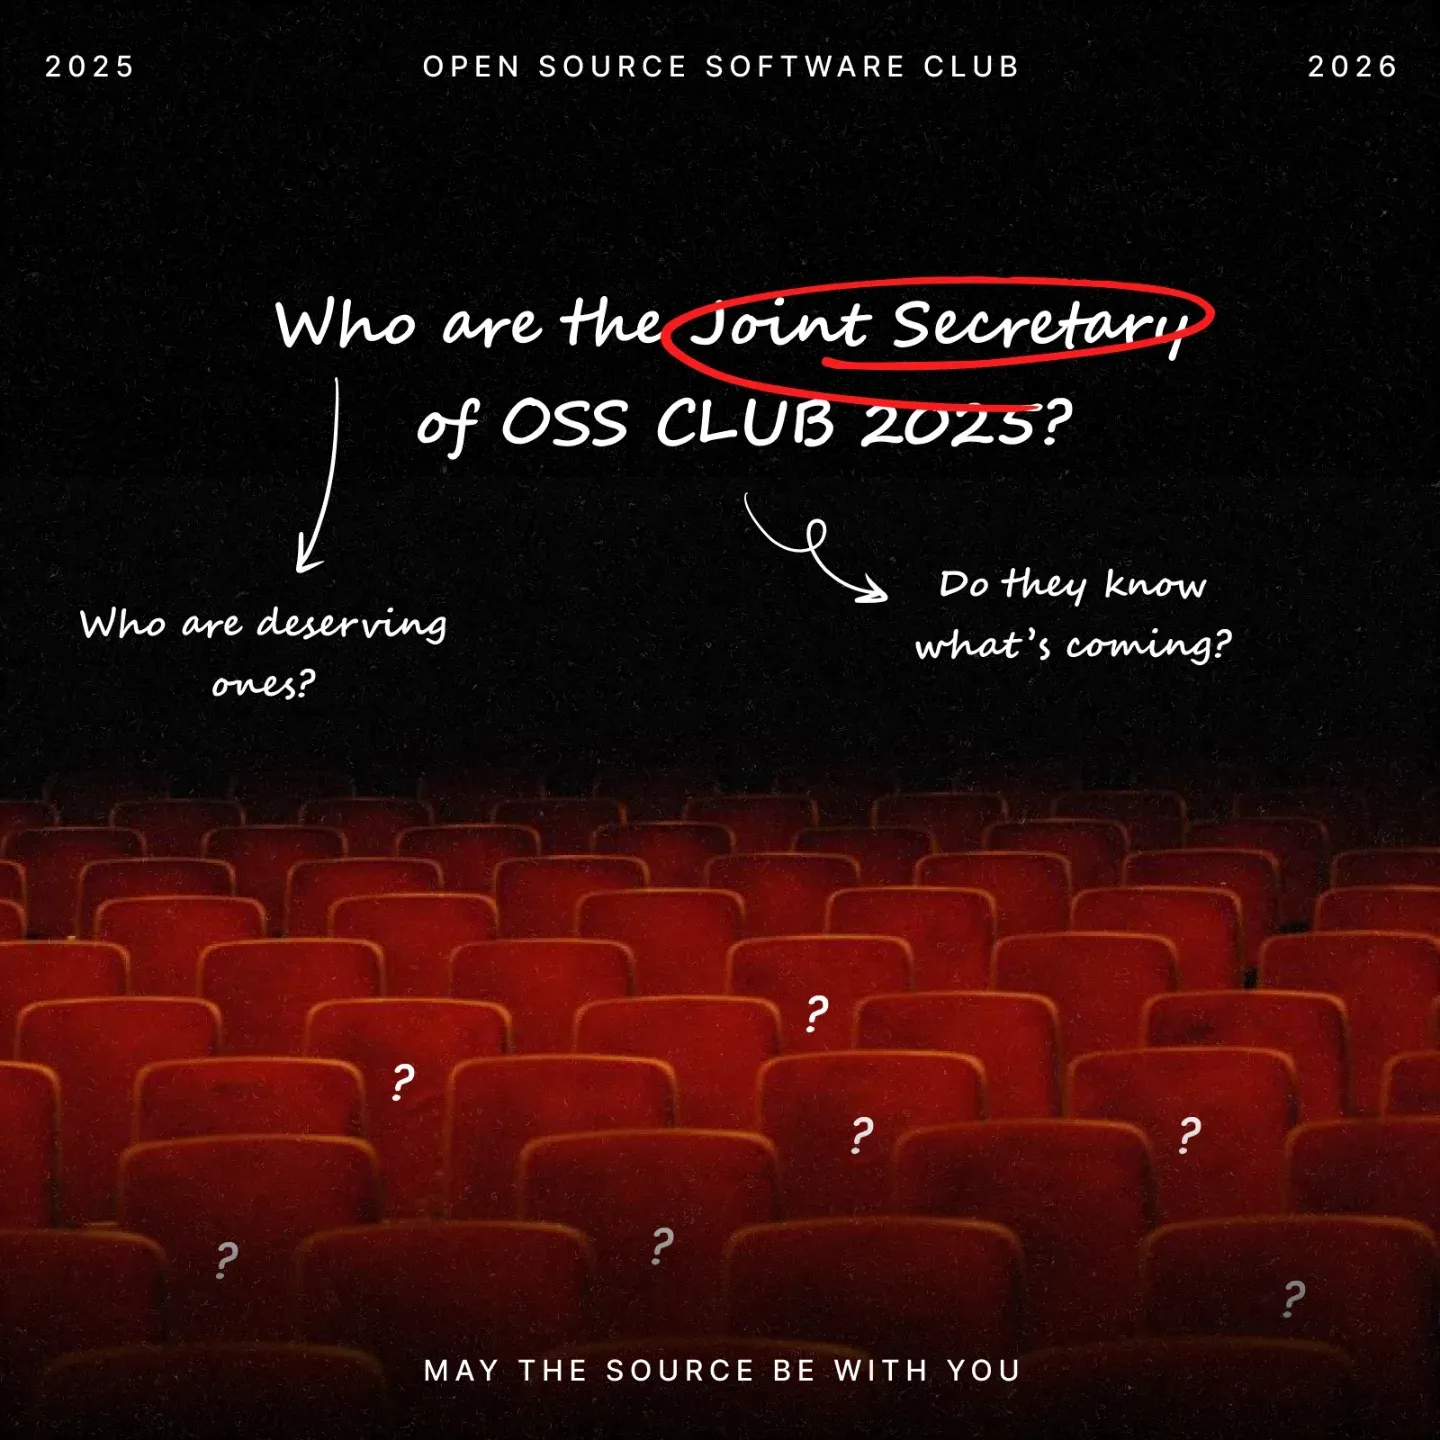 2025 OPEN SOURCE SOFTWARE CLUB 2026
Who are the Joint Secretary
of OSS CLUB 2025?
Who are deserving
ones?
Do they know
what's coming?
?
?
?
?
?
?
?
MAY THE SOURCE BE WITH YOU